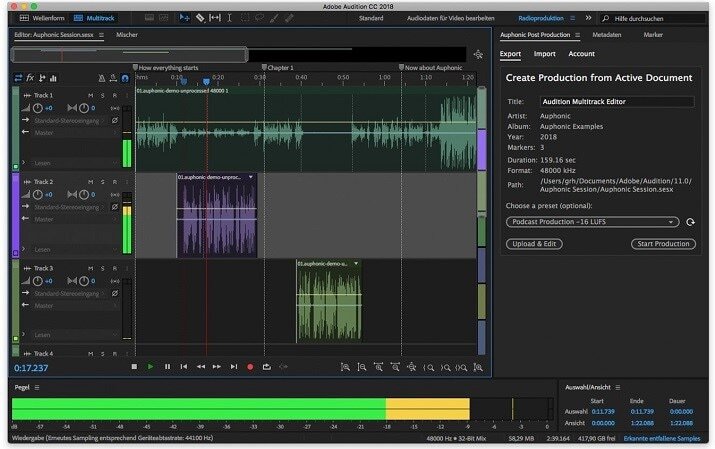 Adobe Audition CC 2018
Wellenform
Multitrack
Standard
Audiodaten für Video bearbeiten
Radioproduktion
Hilfe durchsuchen
Editor: Auphonic Session.sesx
Mischer
Auphonic Post Production
Metadaten
Marker
Export
Import
Account
Create Production from Active Document
Title:
Audition Multitrack Editor
Artist:
Auphonic
Album:
Auphonic Examples
Year:
2018
Markers:
3
Duration:
159.16 sec
Format:
48000 kHz
Path:
/Users/grh/Documents/Adobe/Audition/11.0/
Auphonic Session/Auphonic Session.sesx
Choose a preset (optional):
Podcast Production -16 LUFS
Upload & Edit
Start Production
How everything starts
Chapter 1
Now about Auphonic
hms
0:10
0:20
0:30
0:40
0:50
1:00
1:10
1:20
Track 1
M S R
+0
0
Standard-Stereoeingang
Master
Lesen
01.auphonic-demo-unprocessed 48000 1
Track 2
M S R
+0
0
Standard-Stereoeingang
Master
Lesen
01.auphonic-demo-unproc...
Track 3
M S R
+0
0
Standard-Stereoeingang
Master
Lesen
01.auphonic-demo-u...
Track 4
M S R
0:17.237
Pegel
dB -57 -54 -51 -48 -45 -42 -39 -36 -33 -30 -27 -24 -21 -18 -15 -12 -9 -6 -3 0
Auswahl/Ansicht
Start
Ende
Dauer
Auswahl
0:11.739
0:11.739
0:00.000
Ansicht
0:00.000
1:22.088
1:22.088
Wiedergabe (Erneutes Sampling entsprechend Geräteabtastrate: 44100 Hz)
48000 Hz • 32-Bit Mix
58,29 MB
2:39.164
417,90 GB frei
Erkannte entfallene Samples